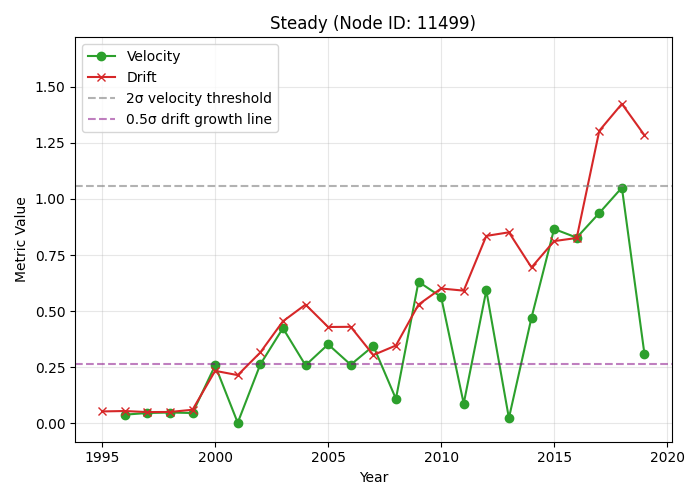 Steady (Node ID: 11499)
Velocity
Drift
2σ velocity threshold
0.5σ drift growth line
Metric Value
1.50
1.25
1.00
0.75
0.50
0.25
0.00
1995 2000 2005 2010 2015 2020
Year